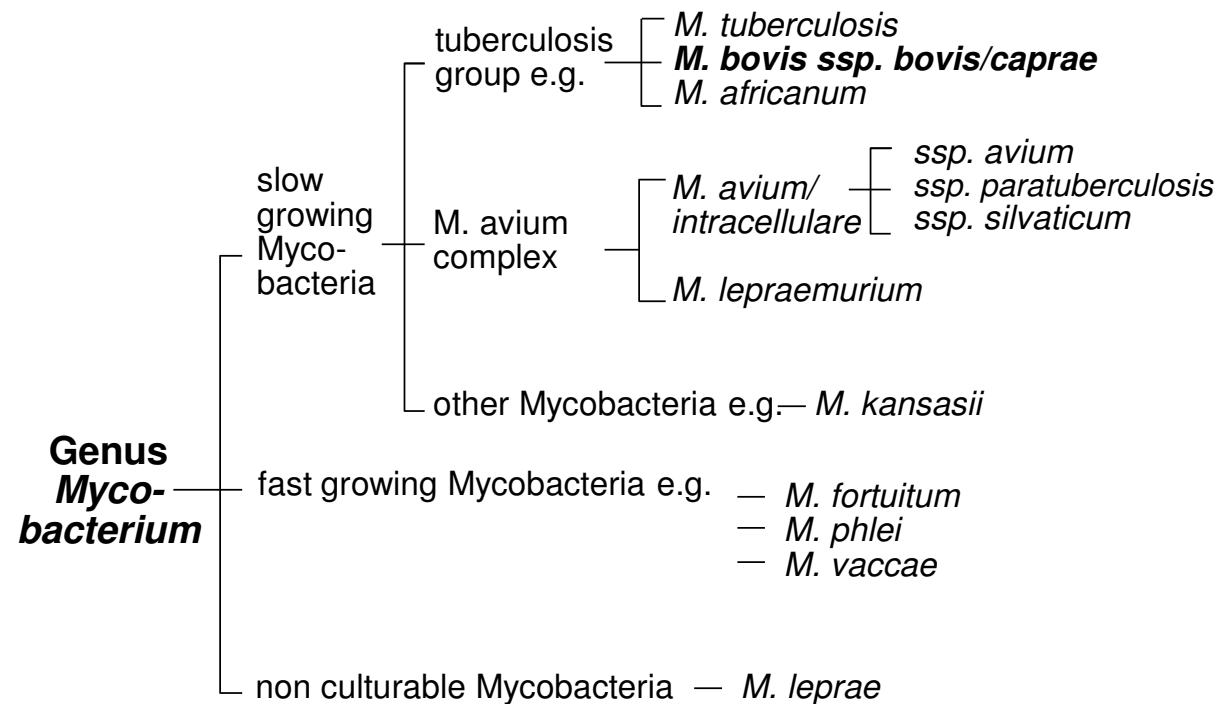 tuberculosis
group e.g.
M. tuberculosis
M. bovis ssp. bovis/caprae
M. africanum
slow
growing
Myco-
bacteria
M. avium
complex
M. avium/
intracellulare
ssp. avium
ssp. paratuberculosis
ssp. silvaticum
M. lepraemurium
other Mycobacteria e.g.— M. kansasii
Genus
Myco-
bacterium
fast growing Mycobacteria e.g.
— M. fortuitum
— M. phlei
— M. vaccae
non culturable Mycobacteria — M. leprae